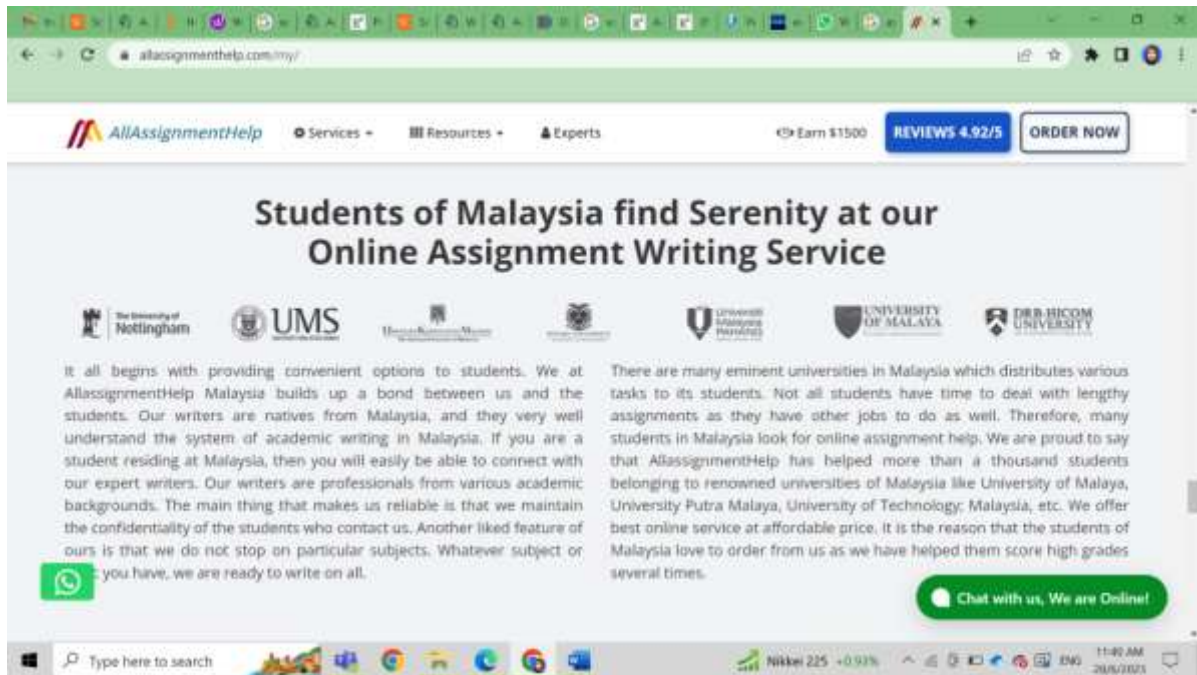 allassignmenthelp.com/my/
AllAssignmentHelp
Services
Resources
Experts
Earn $1500
REVIEWS 4.92/5
ORDER NOW
Students of Malaysia find Serenity at our
Online Assignment Writing Service
The University of
Nottingham
UMS
UNIVERSITY
OF MALAYA
DRB-HICOM
UNIVERSITY
It all begins with providing convenient options to students. We at
AllassignmentHelp Malaysia builds up a bond between us and the
students. Our writers are natives from Malaysia, and they very well
understand the system of academic writing in Malaysia. If you are a
student residing at Malaysia, then you will easily be able to connect with
our expert writers. Our writers are professionals from various academic
backgrounds. The main thing that makes us reliable is that we maintain
the confidentiality of the students who contact us. Another liked feature of
ours is that we do not stop on particular subjects. Whatever subject or
you have, we are ready to write on all.
There are many eminent universities in Malaysia which distributes various
tasks to its students. Not all students have time to deal with lengthy
assignments as they have other jobs to do as well. Therefore, many
students in Malaysia look for online assignment help. We are proud to say
that AllassignmentHelp has helped more than a thousand students
belonging to renowned universities of Malaysia like University of Malaya,
University Putra Malaya, University of Technology; Malaysia, etc. We offer
best online service at affordable price. It is the reason that the students of
Malaysia love to order from us as we have helped them score high grades
several times.
Chat with us, We are Online!
Type here to search
Nikkei 225 +0.93%
ENG
11:40 AM